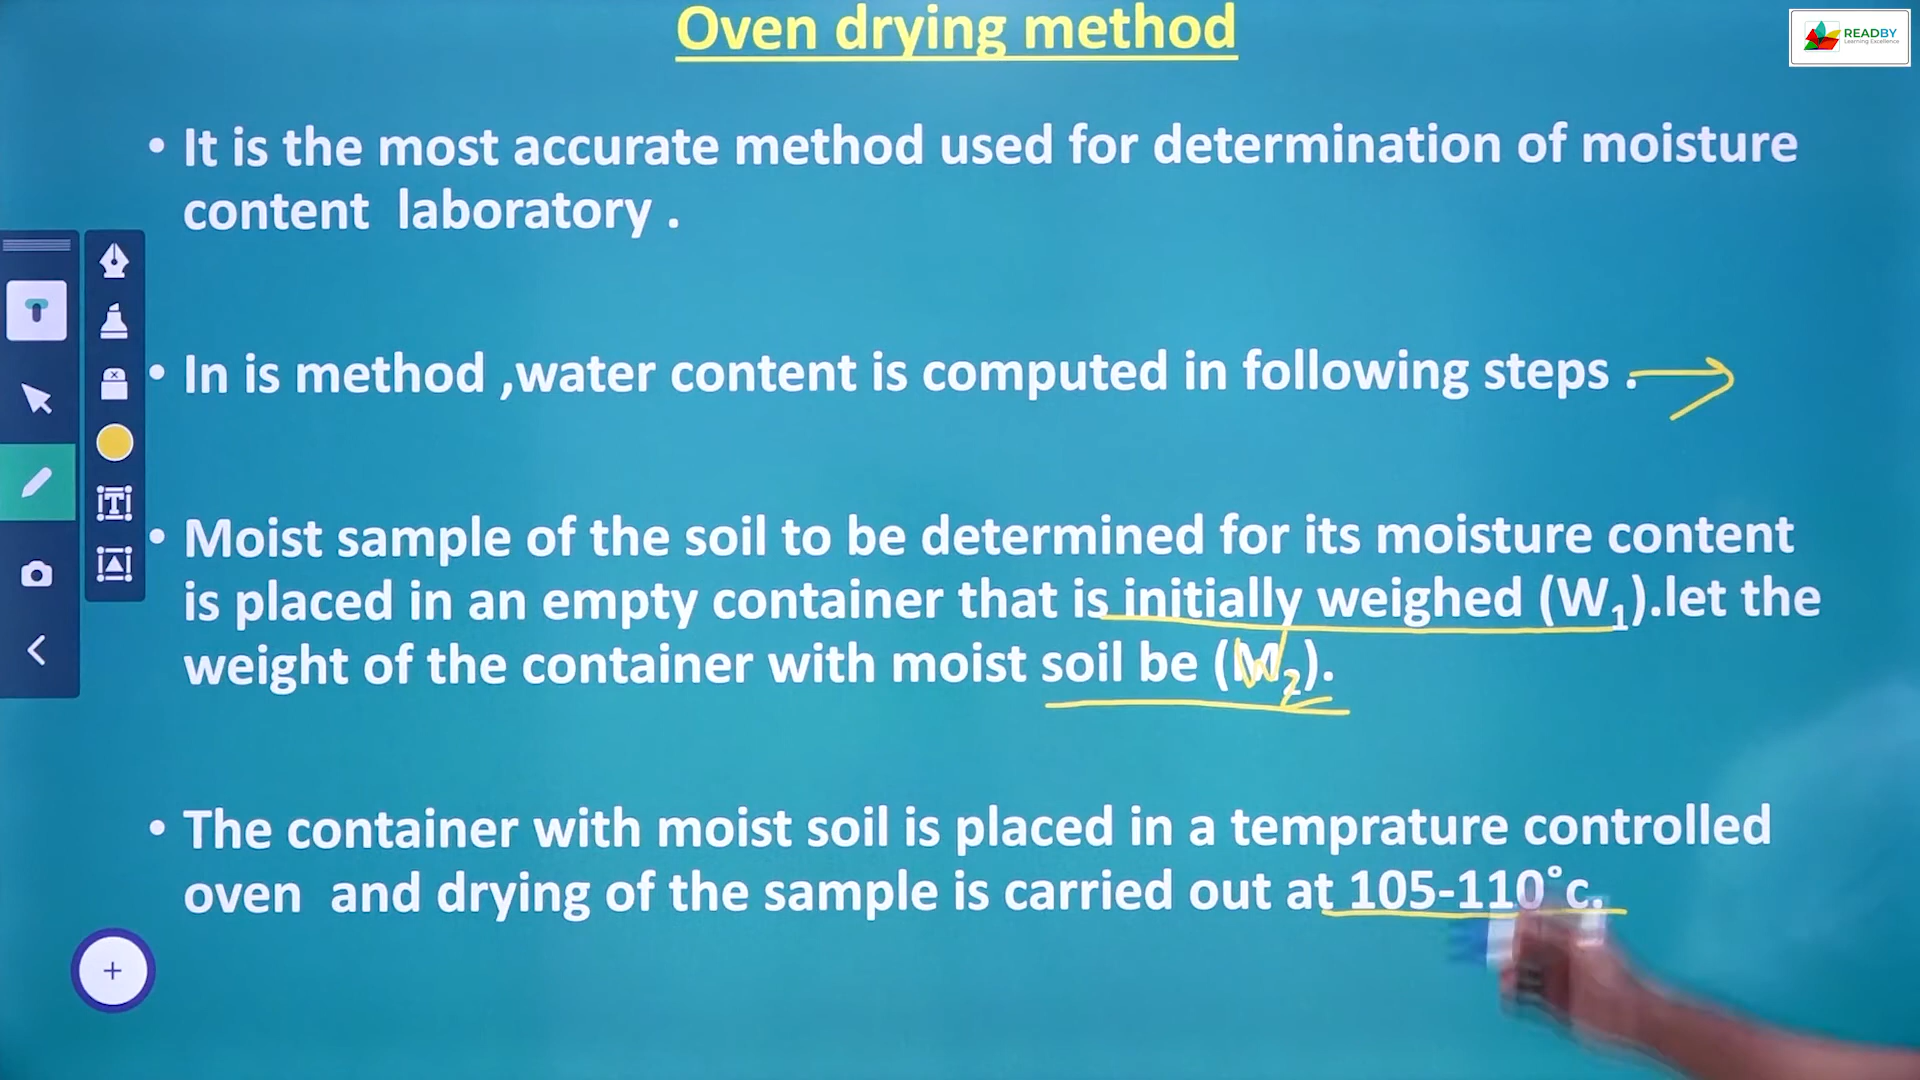 Oven drying method
READBY
Learning Excellence
• It is the most accurate method used for determination of moisture
content laboratory .
• In is method ,water content is computed in following steps .
• Moist sample of the soil to be determined for its moisture content
is placed in an empty container that is initially weighed (W₁).let the
weight of the container with moist soil be (W₂).
• The container with moist soil is placed in a temprature controlled
oven and drying of the sample is carried out at 105-110°c.